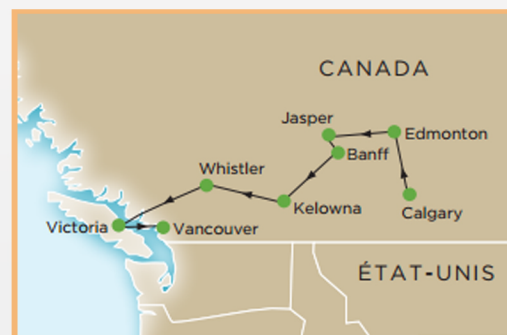 CANADA
Jasper
Edmonton
Banff
Whistler
Kelowna
Calgary
Victoria
Vancouver
ÉTAT-UNIS